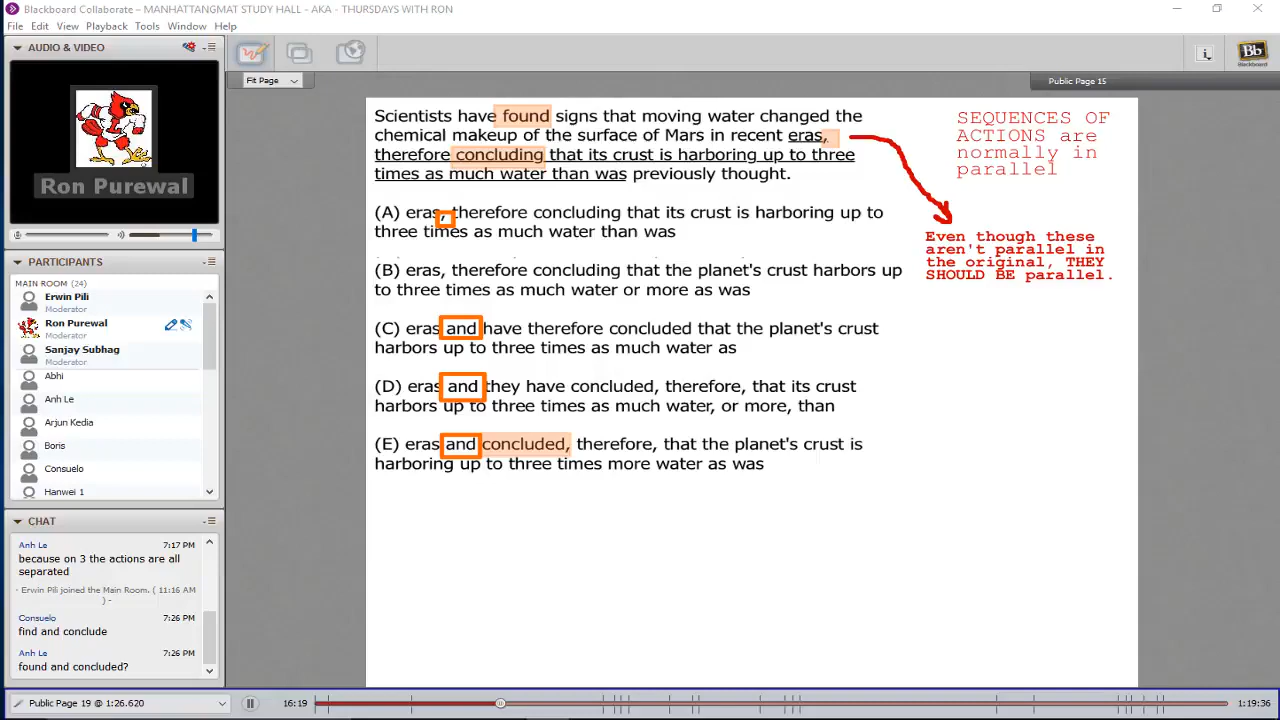 Blackboard Collaborate – MANHATTANGMAT STUDY HALL - AKA - THURSDAYS WITH RON
File Edit View Playback Tools Window Help
AUDIO & VIDEO
Ron Purewal
PARTICIPANTS
MAIN ROOM (24)
Erwin Pili
Moderator
Ron Purewal
Moderator
Sanjay Subhag
Moderator
Abhi
Anh Le
Arjun Kedia
Boris
Consuelo
Hanwei 1
CHAT
Anh Le 7:17 PM
because on 3 the actions are all
separated
- Erwin Pili joined the Main Room. ( 11:16 AM
) -
Consuelo 7:26 PM
find and conclude
Anh Le 7:26 PM
found and concluded?
Bb
Blackboard
Fit Page
Public Page 15
Scientists have found signs that moving water changed the
chemical makeup of the surface of Mars in recent eras,
therefore concluding that its crust is harboring up to three
times as much water than was previously thought.
(A) eras, therefore concluding that its crust is harboring up to
three times as much water than was
(B) eras, therefore concluding that the planet's crust harbors up
to three times as much water or more as was
(C) eras and have therefore concluded that the planet's crust
harbors up to three times as much water as
(D) eras and they have concluded, therefore, that its crust
harbors up to three times as much water, or more, than
(E) eras and concluded, therefore, that the planet's crust is
harboring up to three times more water as was
SEQUENCES OF
ACTIONS are
normally in
parallel
Even though these
aren't parallel in
the original, THEY
SHOULD BE parallel.
Public Page 19 @ 1:26.620
16:19
1:19:36